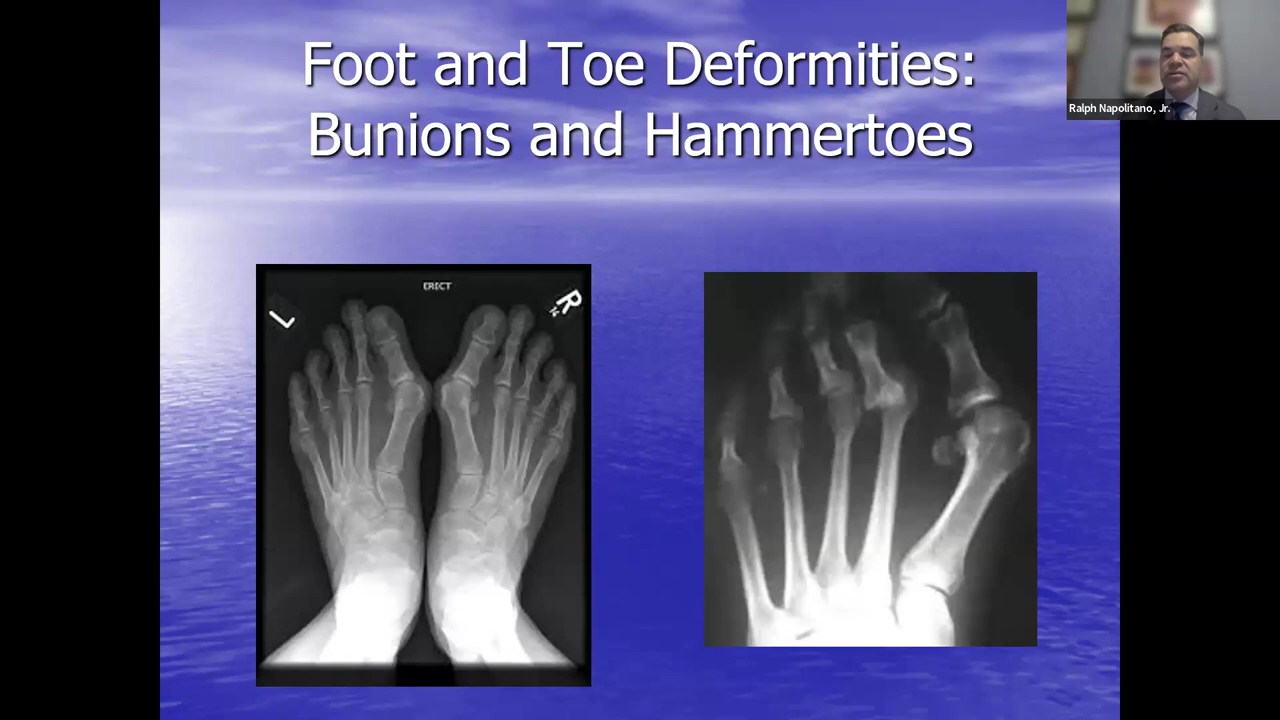 Foot and Toe Deformities:
Bunions and Hammertoes
Ralph Napolitano, Jr.
ERECT
L
R